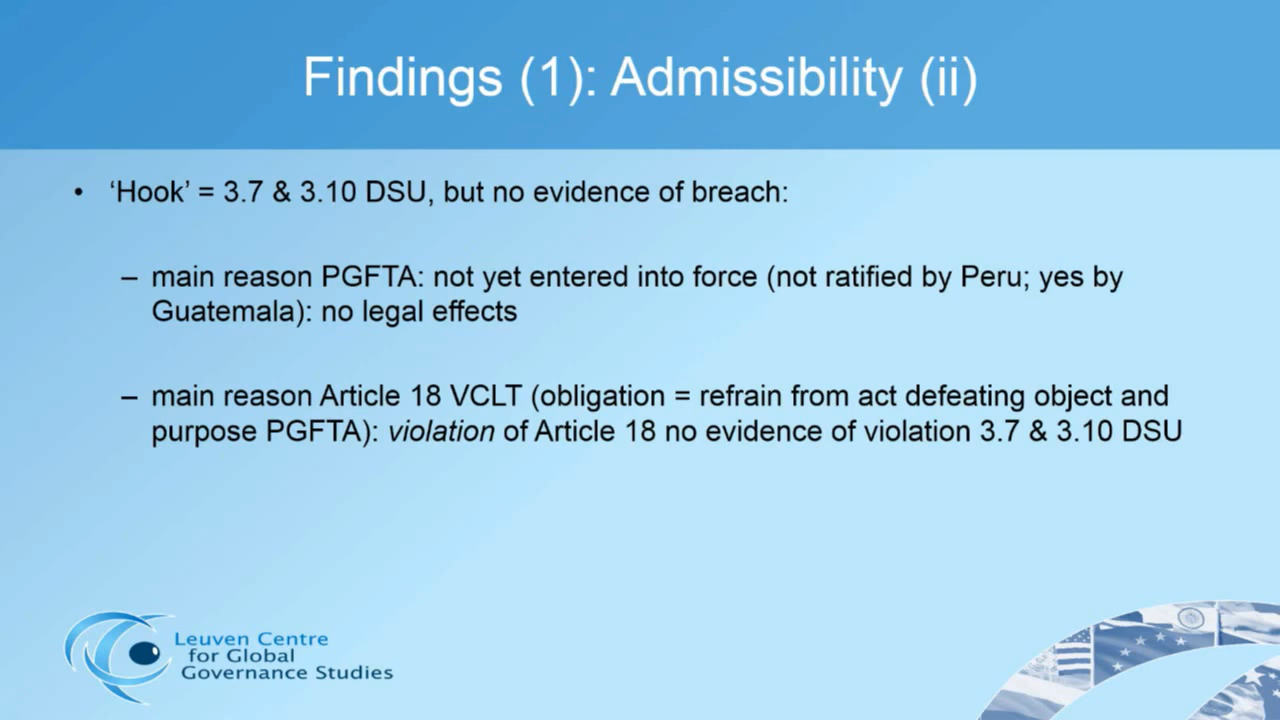 Findings (1): Admissibility (ii)
• ‘Hook’ = 3.7 & 3.10 DSU, but no evidence of breach:
– main reason PGFTA: not yet entered into force (not ratified by Peru; yes by
Guatemala): no legal effects
– main reason Article 18 VCLT (obligation = refrain from act defeating object and
purpose PGFTA): violation of Article 18 no evidence of violation 3.7 & 3.10 DSU
Leuven Centre
for Global
Governance Studies